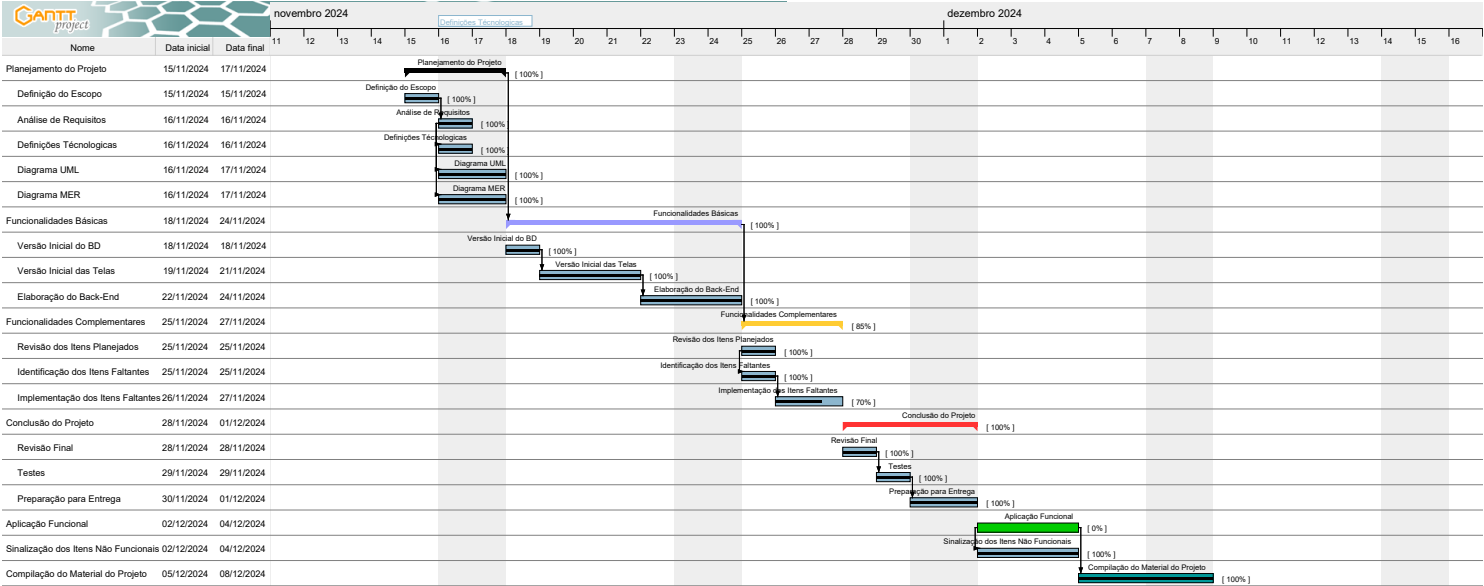 GANTT
project
novembro 2024
dezembro 2024
Definições Técnologicas
11 12 13 14 15 16 17 18 19 20 21 22 23 24 25 26 27 28 29 30 1 2 3 4 5 6 7 8 9 10 11 12 13 14 15 16
Nome Data inicial Data final
Planejamento do Projeto 15/11/2024 17/11/2024 Planejamento do Projeto [ 100% ]
Definição do Escopo 15/11/2024 15/11/2024 Definição do Escopo [ 100% ]
Análise de Requisitos 16/11/2024 16/11/2024 Análise de Requisitos [ 100%
Definições Técnologicas 16/11/2024 16/11/2024 Definições Técnologicas [ 100%
Diagrama UML 16/11/2024 17/11/2024 Diagrama UML [ 100% ]
Diagrama MER 16/11/2024 17/11/2024 Diagrama MER [ 100% ]
Funcionalidades Básicas 18/11/2024 24/11/2024 Funcionalidades Básicas [ 100% ]
Versão Inicial do BD 18/11/2024 18/11/2024 Versão Inicial do BD [ 100% ]
Versão Inicial das Telas 19/11/2024 21/11/2024 Versão Inicial das Telas [ 100% ]
Elaboração do Back-End 22/11/2024 24/11/2024 Elaboração do Back-End [ 100% ]
Funcionalidades Complementares 25/11/2024 27/11/2024 Funcionalidades Complementares [ 85% ]
Revisão dos Itens Planejados 25/11/2024 25/11/2024 Revisão dos Itens Planejados [ 100% ]
Identificação dos Itens Faltantes 25/11/2024 25/11/2024 Identificação dos Itens Faltantes [ 100% ]
Implementação dos Itens Faltantes 26/11/2024 27/11/2024 Implementação dos Itens Faltantes [ 70% ]
Conclusão do Projeto 28/11/2024 01/12/2024 Conclusão do Projeto [ 100% ]
Revisão Final 28/11/2024 28/11/2024 Revisão Final [ 100% ]
Testes 29/11/2024 29/11/2024 Testes [ 100% ]
Preparação para Entrega 30/11/2024 01/12/2024 Preparação para Entrega [ 100% ]
Aplicação Funcional 02/12/2024 04/12/2024 Aplicação Funcional [ 0% ]
Sinalização dos Itens Não Funcionais 02/12/2024 04/12/2024 Sinalização dos Itens Não Funcionais [ 100% ]
Compilação do Material do Projeto 05/12/2024 08/12/2024 Compilação do Material do Projeto [ 100% ]